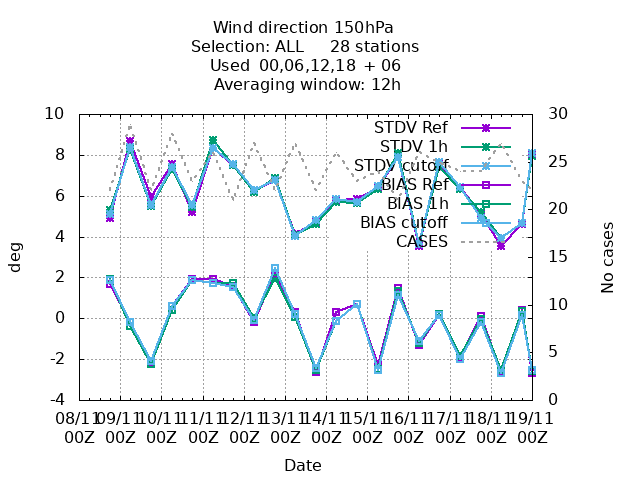 Wind direction 150hPa
Selection: ALL 28 stations
Used 00,06,12,18 + 06
Averaging window: 12h
10
8
6
4
2
0
-2
-4
30
25
20
15
10
5
0
deg
No cases
STDV Ref
STDV 1h
STDV cutoff
BIAS Ref
BIAS 1h
BIAS cutoff
CASES
08/11 09/11 10/11 11/11 12/11 13/11 14/11 15/11 16/11 17/11 18/11 19/11
00Z 00Z 00Z 00Z 00Z 00Z 00Z 00Z 00Z 00Z 00Z 00Z
Date